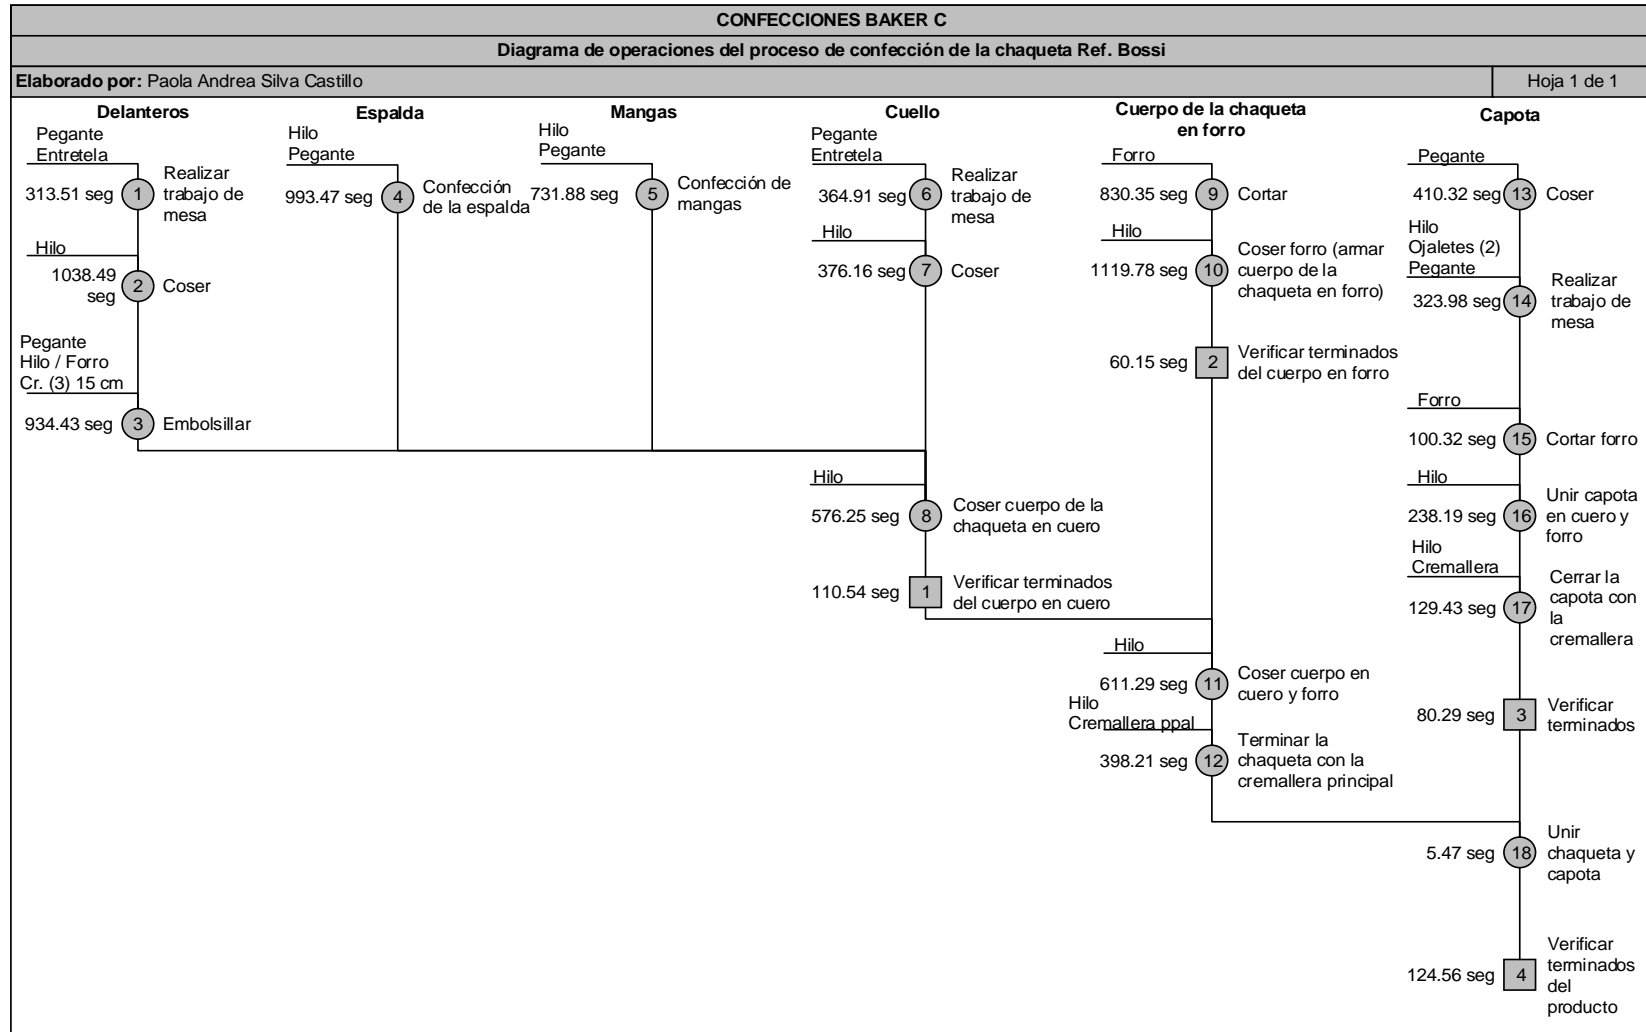 CONFECCIONES BAKER C
Diagrama de operaciones del proceso de confección de la chaqueta Ref. Bossi
Elaborado por: Paola Andrea Silva Castillo
Hoja 1 de 1
Delanteros
Pegante
Entretela
313.51 seg
1
Realizar
trabajo de
mesa
Hilo
1038.49
seg
2
Coser
Pegante
Hilo / Forro
Cr. (3) 15 cm
934.43 seg
3
Embolsillar
Espalda
Hilo
Pegante
993.47 seg
4
Confección
de la espalda
Mangas
Hilo
Pegante
731.88 seg
5
Confección de
mangas
Cuello
Pegante
Entretela
364.91 seg
6
Realizar
trabajo de
mesa
Hilo
376.16 seg
7
Coser
Hilo
576.25 seg
8
Coser cuerpo de la
chaqueta en cuero
110.54 seg
1
Verificar terminados
del cuerpo en cuero
Cuerpo de la chaqueta
en forro
Forro
830.35 seg
9
Cortar
Hilo
1119.78 seg
10
Coser forro (armar
cuerpo de la
chaqueta en forro)
60.15 seg
2
Verificar terminados
del cuerpo en forro
Hilo
611.29 seg
11
Coser cuerpo en
cuero y forro
Hilo
Cremallera ppal
398.21 seg
12
Terminar la
chaqueta con la
cremallera principal
Capota
Pegante
410.32 seg
13
Coser
Hilo
Ojaletes (2)
Pegante
323.98 seg
14
Realizar
trabajo de
mesa
Forro
100.32 seg
15
Cortar forro
Hilo
238.19 seg
16
Unir capota
en cuero y
forro
Hilo
Cremallera
129.43 seg
17
Cerrar la
capota con
la
cremallera
80.29 seg
3
Verificar
terminados
5.47 seg
18
Unir
chaqueta y
capota
124.56 seg
4
Verificar
terminados
del
producto